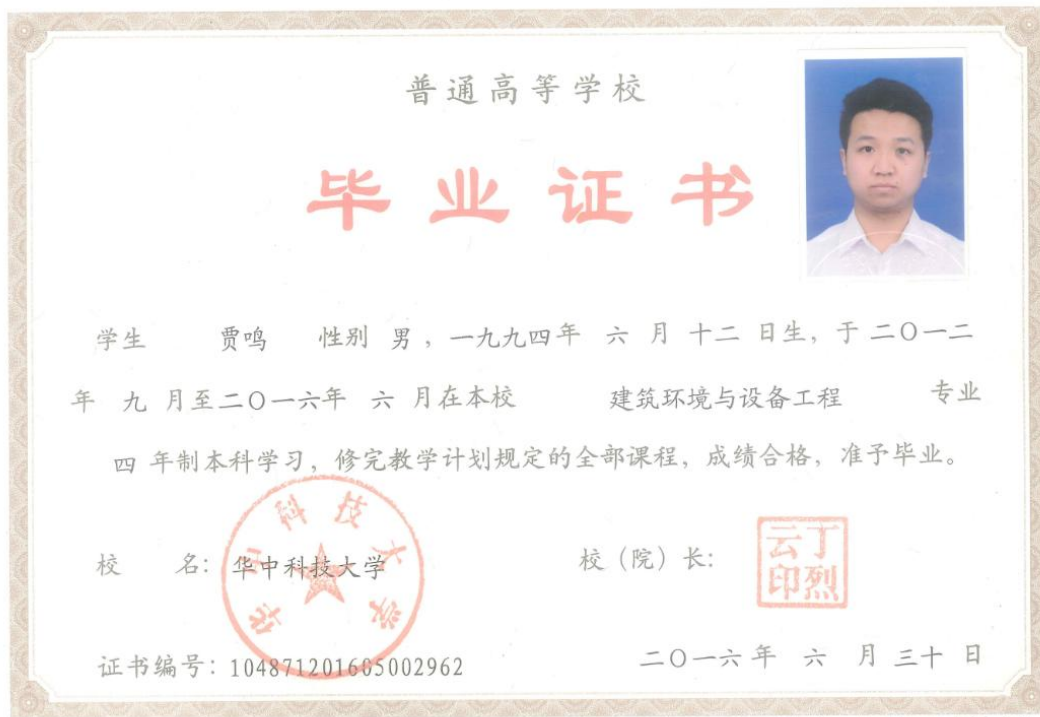 普通高等学校
毕业证书
学生 贾鸣 性别 男，一九九四年 六 月 十二 日生，于 二〇一二
年 九 月至二〇一六年 六 月在本校 建筑环境与设备工程 专业
四 年制本科学习，修完教学计划规定的全部课程，成绩合格，准予毕业。
华中科技大学
校 名：华中科技大学 校（院）长：
丁烈云印
证书编号：104871201605002962 二〇一六年 六 月 三十 日